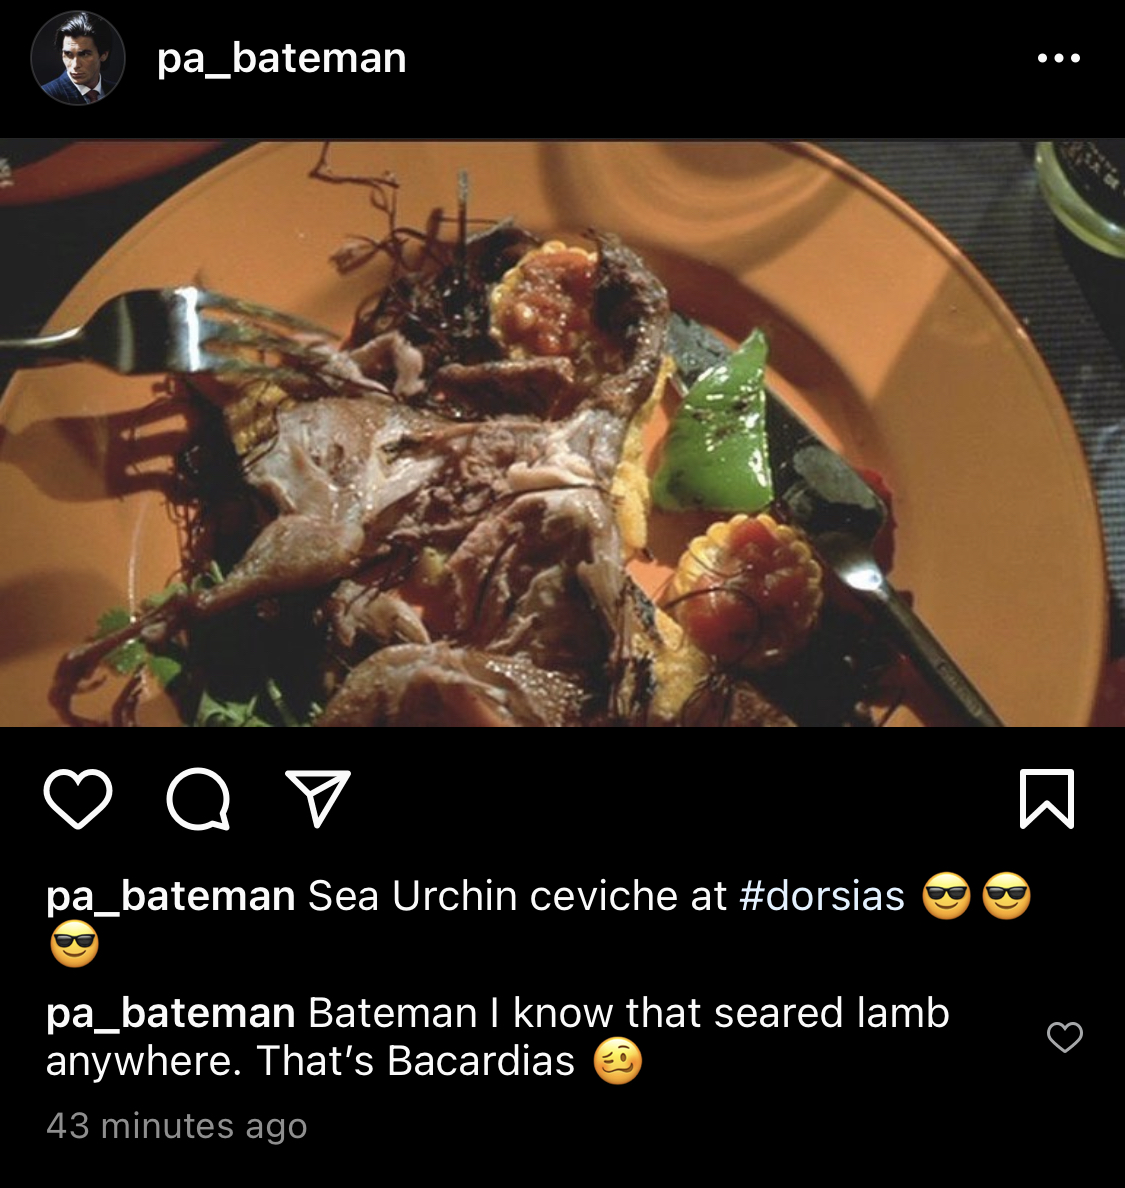 pa_bateman
pa_bateman Sea Urchin ceviche at #dorsias 😎😎
😎
pa_bateman Bateman I know that seared lamb
anywhere. That’s Bacardias 🥴
43 minutes ago